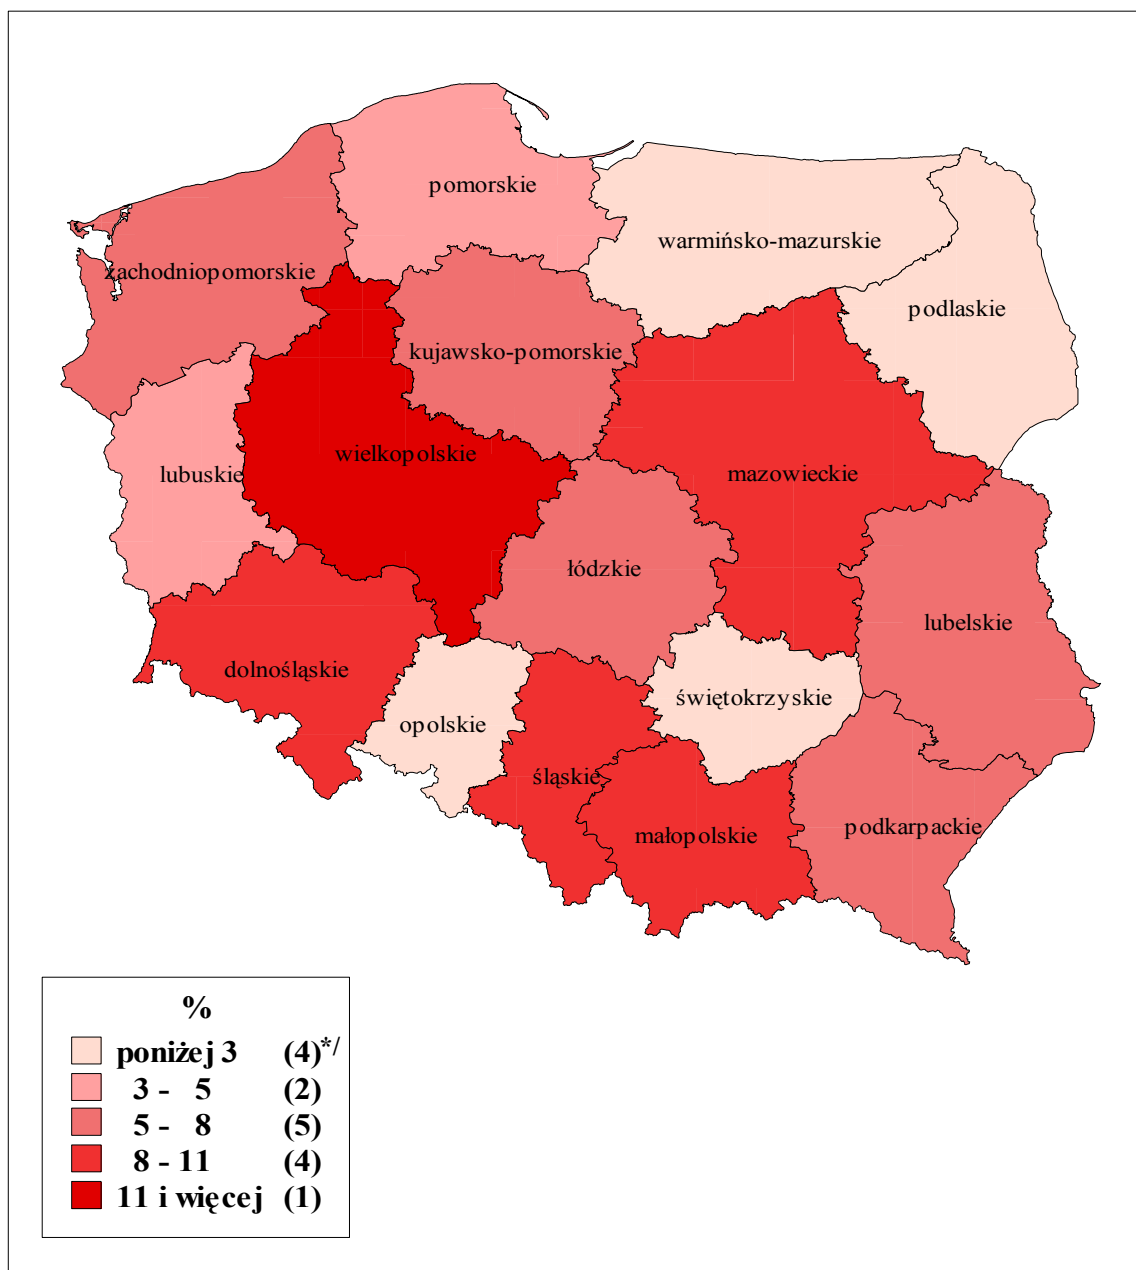 pomorskie
warmińsko-mazurskie
zachodniopomorskie
podlaskie
kujawsko-pomorskie
wielkopolskie
mazowieckie
lubuskie
łódzkie
lubelskie
dolnośląskie
świętokrzyskie
opolskie
śląskie
podkarpackie
małopolskie
%
poniżej 3 (4)*/
3 - 5 (2)
5 - 8 (5)
8 - 11 (4)
11 i więcej (1)